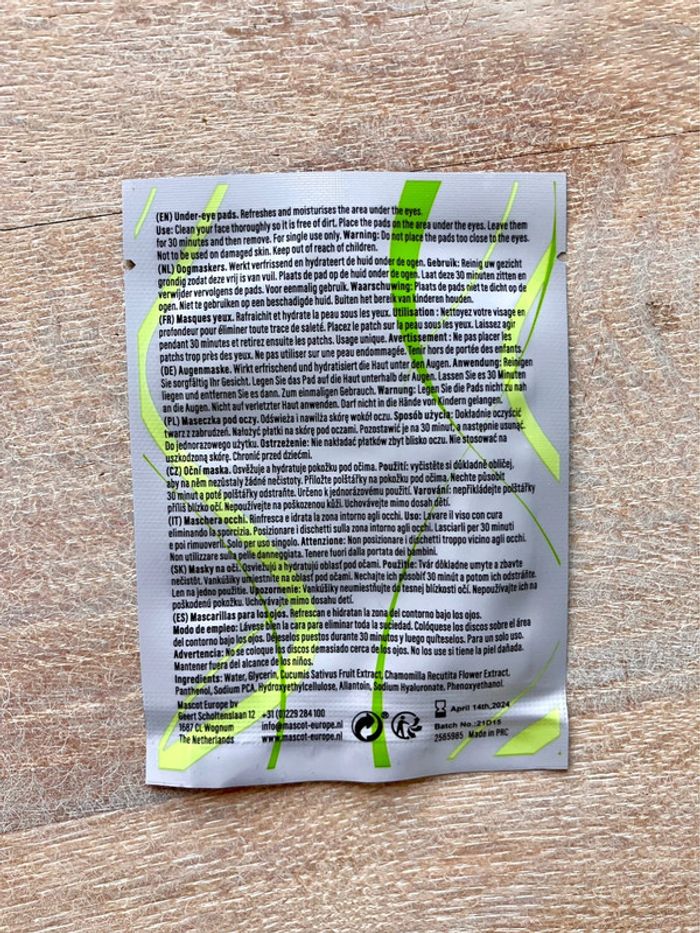 (EN) Under-eye pads. Refreshes and moisturises the area under the eyes.
Use: Clean your face thoroughly so it is free of dirt. Place the pads on the area under the eyes. Leave them
for 30 minutes and then remove. For single use only. Warning: Do not place the pads too close to the eyes.
Not to be used on damaged skin. Keep out of reach of children.
(NL) Oogmaskers. Werkt verfrissend en hydrateert de huid onder de ogen. Gebruik: Reinig uw gezicht
grondig zodat deze vrij is van vuil. Plaats de pad op de huid onder de ogen. Laat deze 30 minuten zitten en
verwijder vervolgens de pads. Voor eenmalig gebruik. Waarschuwing: Plaats de pads niet te dicht op de
ogen. Niet te gebruiken op een beschadigde huid. Buiten het bereik van kinderen houden.
(FR) Masques yeux. Rafraichit et hydrate la peau sous les yeux. Utilisation : Nettoyez votre visage en
profondeur pour éliminer toute trace de saleté. Placez le patch sur la peau sous les yeux. Laissez agir
pendant 30 minutes et retirez ensuite les patchs. Usage unique. Avertissement : Ne pas placer les
patchs trop près des yeux. Ne pas utiliser sur une peau endommagée. Tenir hors de portée des enfants.
(DE) Augenmaske. Wirkt erfrischend und hydratisiert die Haut unter den Augen. Anwendung: Reinigen
Sie sorgfältig Ihr Gesicht. Legen Sie das Pad auf die Haut unterhalb der Augen. Lassen Sie es 30 Minuten
liegen und entfernen Sie es dann. Zum einmaligen Gebrauch. Warnung: Legen Sie die Pads nicht zu nah
an die Augen. Nicht auf verletzter Haut anwenden. Darf nicht in die Hände von Kindern gelangen.
(PL) Maseczka pod oczy. Odświeża i nawilża skórę wokół oczu. Sposób użycia: Dokładnie oczyścić
twarz z zabrudzeń. Nałożyć płatki na skórę pod oczami. Pozostawić je na 30 minut, a następnie usunąć.
Do jednorazowego użytku. Ostrzeżenie: Nie nakładać płatków zbyt blisko oczu. Nie stosować na
uszkodzoną skórę. Chronić przed dziećmi.
(CZ) Oční maska. Osvěžuje a hydratuje pokožku pod očima. Použití: vyčistěte si důkladně obličej,
aby na něm nezůstaly žádné nečistoty. Přiložte polštářky na pokožku pod očima. Nechte působit
30 minut a poté polštářky odstraňte. Určeno k jednorázovému použití. Varování: nepřikládejte polštářky
příliš blízko očí. Nepoužívejte na poškozenou kůži. Uchovávejte mimo dosah dětí.
(IT) Maschera occhi. Rinfresca e idrata la zona intorno agli occhi. Uso: Lavare il viso con cura
eliminando la sporcizia. Posizionare i dischetti sulla zona intorno agli occhi. Lasciarli per 30 minuti
e poi rimuoverli. Solo per uso singolo. Attenzione: Non posizionare i dischetti troppo vicino agli occhi.
Non utilizzare sulla pelle danneggiata. Tenere fuori dalla portata dei bambini.
(SK) Masky na oči. Osviežujú a hydratujú oblasť pod očami. Použitie: Tvár dôkladne umyte a zbavte
nečistôt. Vankúšiky umiestnite na oblasť pod očami. Nechajte ich pôsobiť 30 minút a potom ich odstráňte.
Len na jedno použitie. Upozornenie: Vankúšiky neumiestňujte do tesnej blízkosti očí. Nepoužívajte ich na
poškodenú pokožku. Uchovávajte mimo dosahu detí.
(ES) Mascarillas para los ojos. Refrescan e hidratan la zona del contorno bajo los ojos.
Modo de empleo: Lávese bien la cara para eliminar toda la suciedad. Colóquese los discos sobre el área
del contorno bajo los ojos. Déjeselos puestos durante 30 minutos y luego quíteselos. Para un solo uso.
Advertencia: No se coloque los discos demasiado cerca de los ojos. No los use si tiene la piel dañada.
Mantener fuera del alcance de los niños.
Ingredients: Water, Glycerin, Cucumis Sativus Fruit Extract, Chamomilla Recutita Flower Extract,
Panthenol, Sodium PCA, Hydroxyethylcellulose, Allantoin, Sodium Hyaluronate, Phenoxyethanol.
Mascot Europe bv
Geert Scholtenslaan 12 +31 (0)229 284 100
1687 CL Wognum info@mascot-europe.nl
The Netherlands www.mascot-europe.nl
April 14th,2024
Batch No.:21D15
2565985 Made in PRC